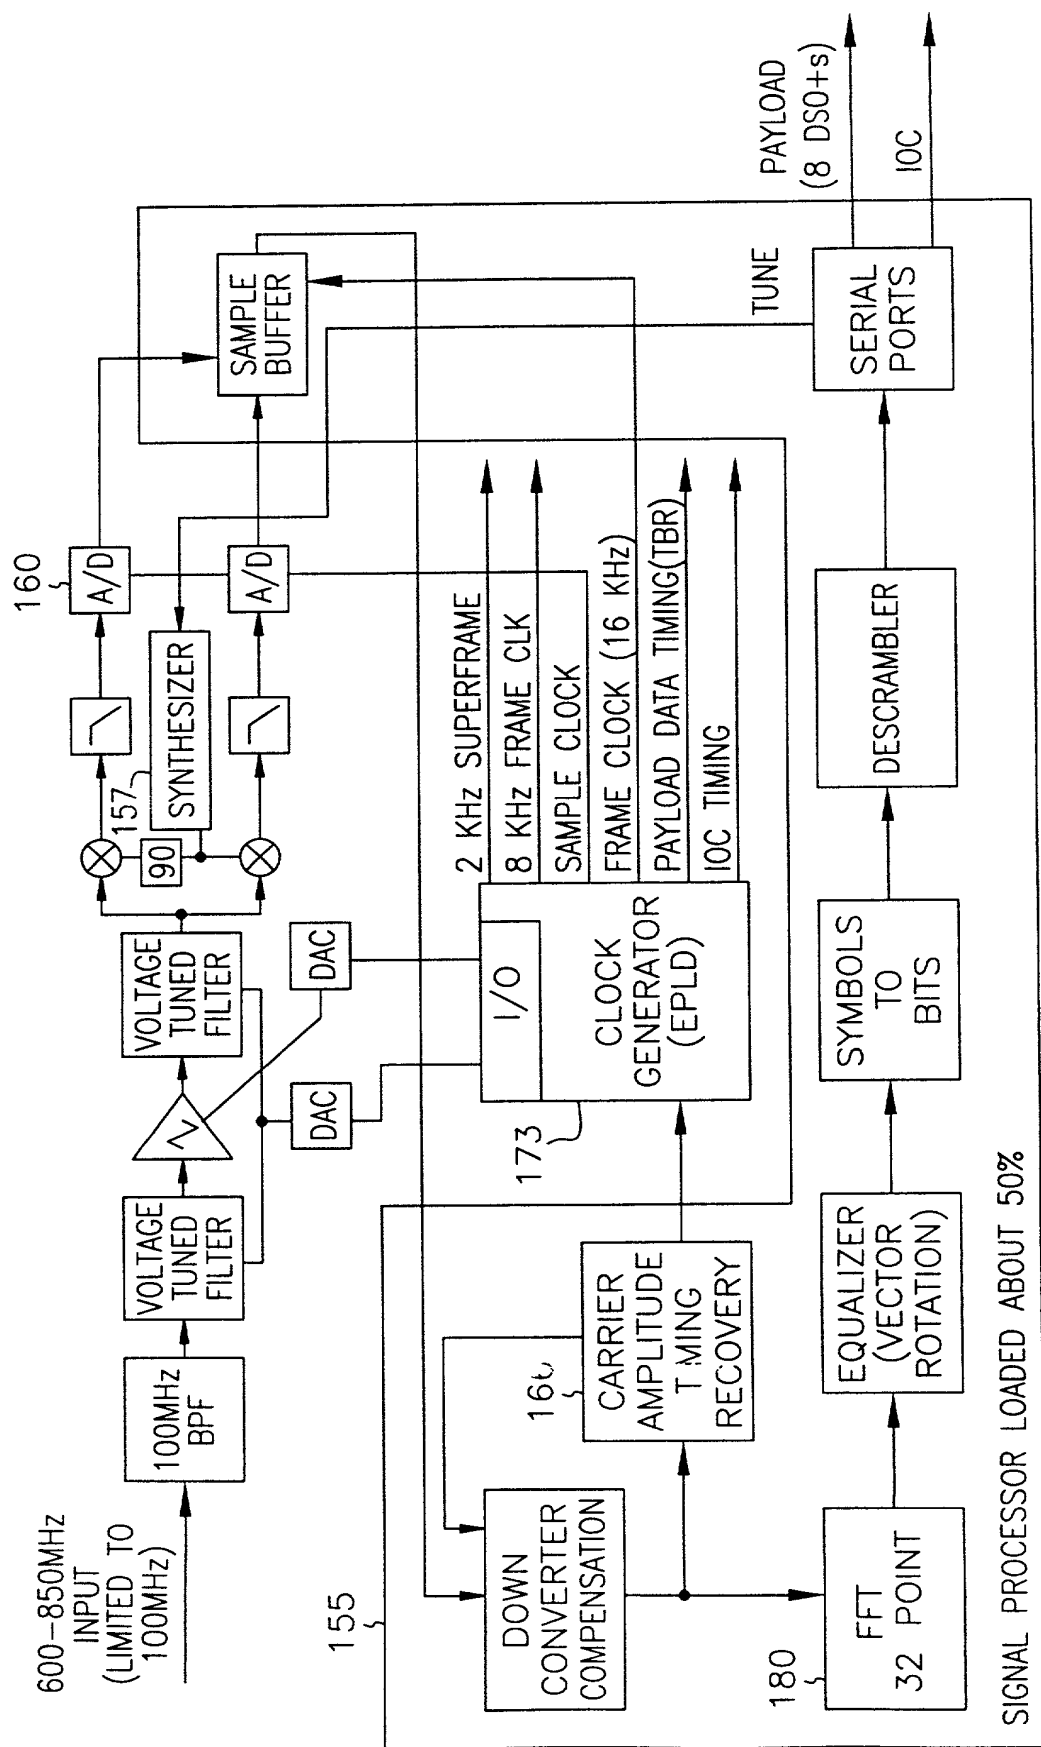 600-850MHz
INPUT
(LIMITED TO
100MHz)
100MHz
BPF
VOLTAGE
TUNED
FILTER
VOLTAGE
TUNED
FILTER
90
157
SYNTHESIZER
160
A/D
A/D
SAMPLE
BUFFER
DAC
DAC
155
173
I/O
CLOCK
GENERATOR
(EPLD)
2 KHz SUPERFRAME
8 KHz FRAME CLK
SAMPLE CLOCK
FRAME CLOCK (16 KHz)
PAYLOAD DATA TIMING(TBR)
IOC TIMING
TUNE
PAYLOAD
(8 DSO+s)
IOC
DOWN
CONVERTER
COMPENSATION
166
CARRIER
AMPLITUDE
T MING
RECOVERY
180
FFT
32 POINT
EQUALIZER
(VECTOR
ROTATION)
SYMBOLS
TO
BITS
DESCRAMBLER
SERIAL
PORTS
SIGNAL PROCESSOR LOADED ABOUT 50%